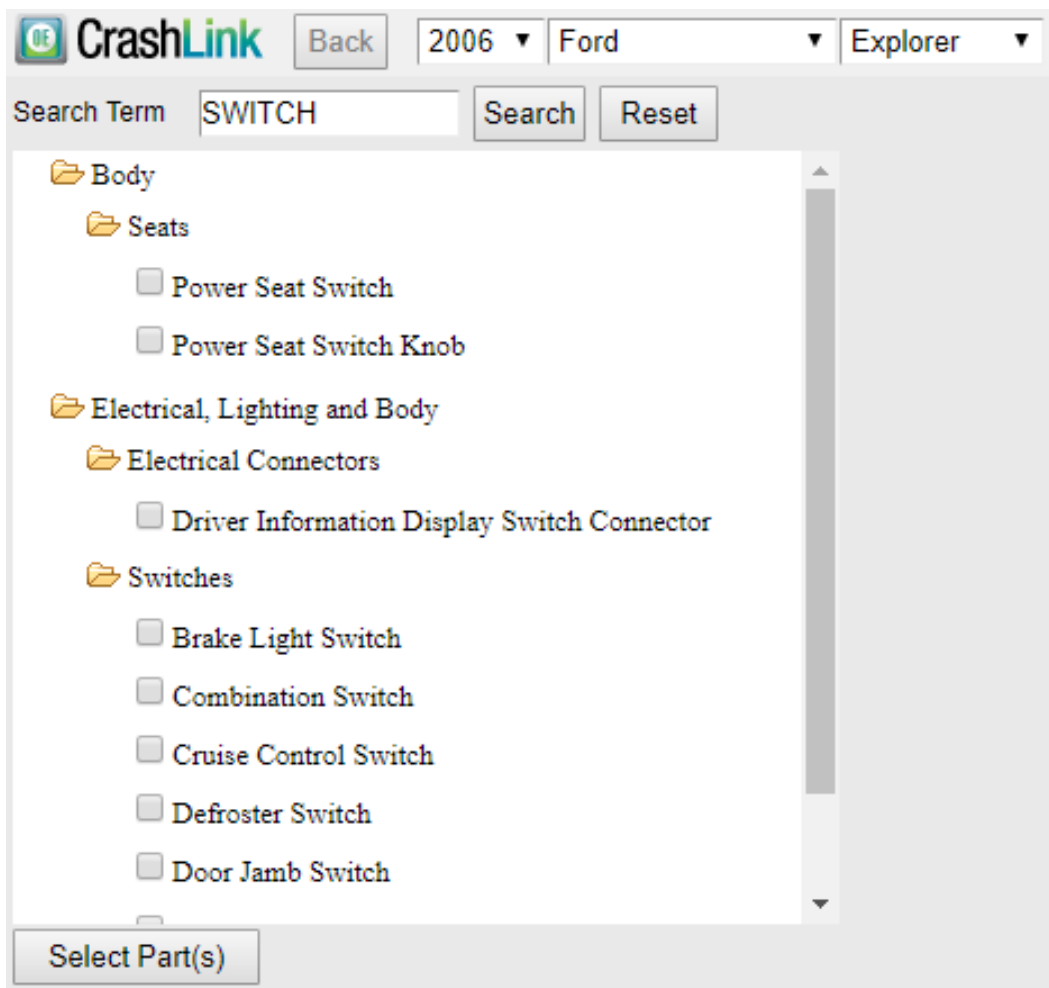 OE CrashLink Back 2006 Ford Explorer
Search Term SWITCH Search Reset
Body
Seats
Power Seat Switch
Power Seat Switch Knob
Electrical, Lighting and Body
Electrical Connectors
Driver Information Display Switch Connector
Switches
Brake Light Switch
Combination Switch
Cruise Control Switch
Defroster Switch
Door Jamb Switch
Select Part(s)